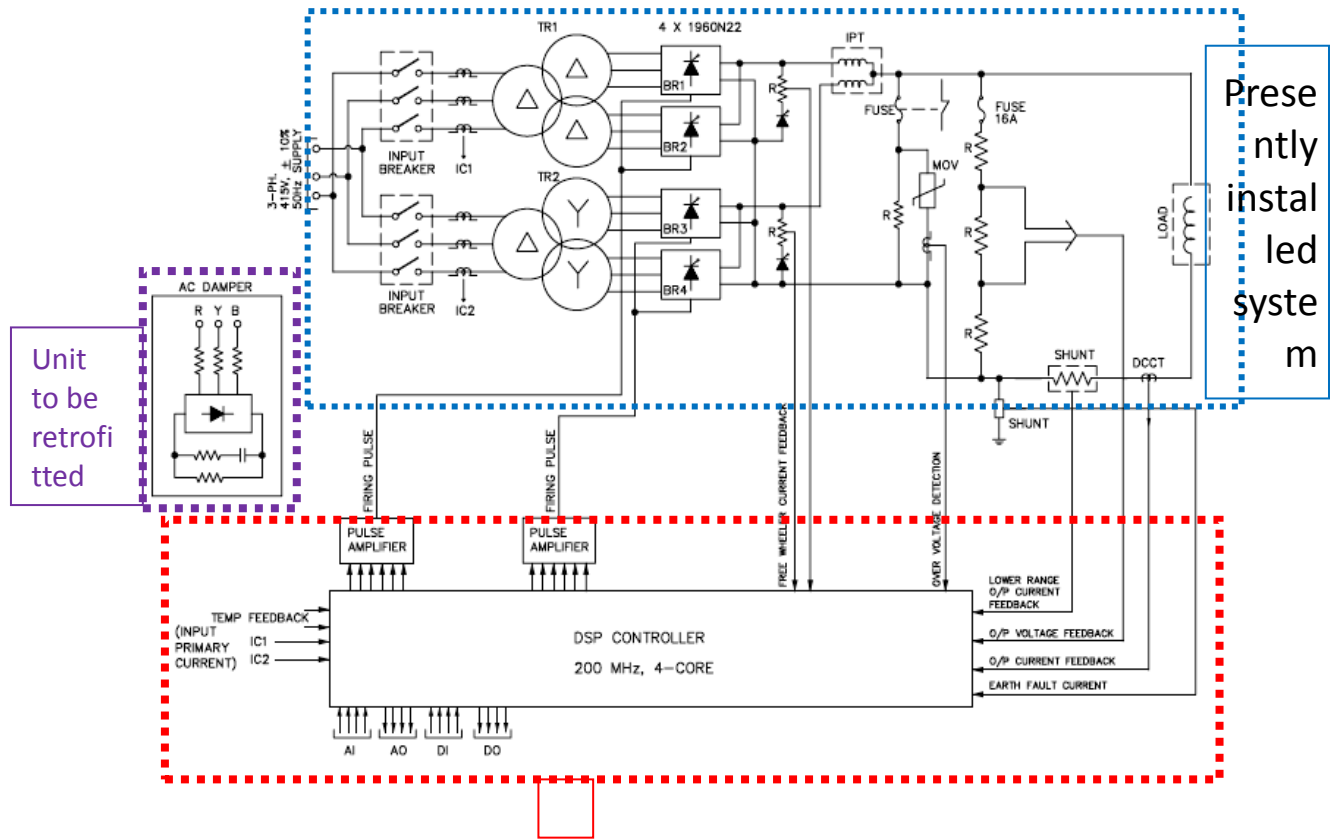 TR1
4 X 1960N22
IPT
BR1
R
FUSE
FUSE
16A
Prese
ntly
instal
led
syste
m
INPUT
BREAKER
IC1
BR2
R
MOV
3-PH.
415V, ± 10%
50Hz SUPPLY
TR2
BR3
R
R
R
LOAD
AC DAMPER
R Y B
INPUT
BREAKER
IC2
BR4
R
SHUNT
DCCT
Unit
to be
retrofi
tted
SHUNT
FIRING PULSE
FIRING PULSE
FREE WHEELER CURRENT FEEDBACK
OVER VOLTAGE DETECTION
PULSE
AMPLIFIER
PULSE
AMPLIFIER
LOWER RANGE
O/P CURRENT
FEEDBACK
TEMP FEEDBACK
(INPUT
PRIMARY
CURRENT)
IC1
IC2
DSP CONTROLLER
200 MHz, 4-CORE
O/P VOLTAGE FEEDBACK
O/P CURRENT FEEDBACK
EARTH FAULT CURRENT
AI AO DI DO